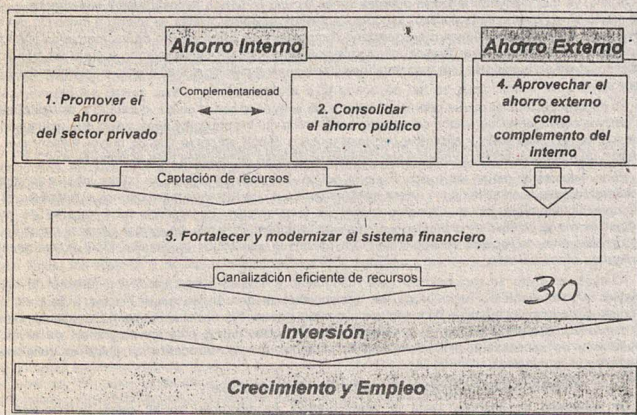 Ahorro Interno
Ahorro Externo
1. Promover el
ahorro
del sector privado
Complementariedad
2. Consolidar
el ahorro público
4. Aprovechar el
ahorro externo
como
complemento del
interno
Captación de recursos
3. Fortalecer y modernizar el sistema financiero
Canalización eficiente de recursos
30
Inversión
Crecimiento y Empleo